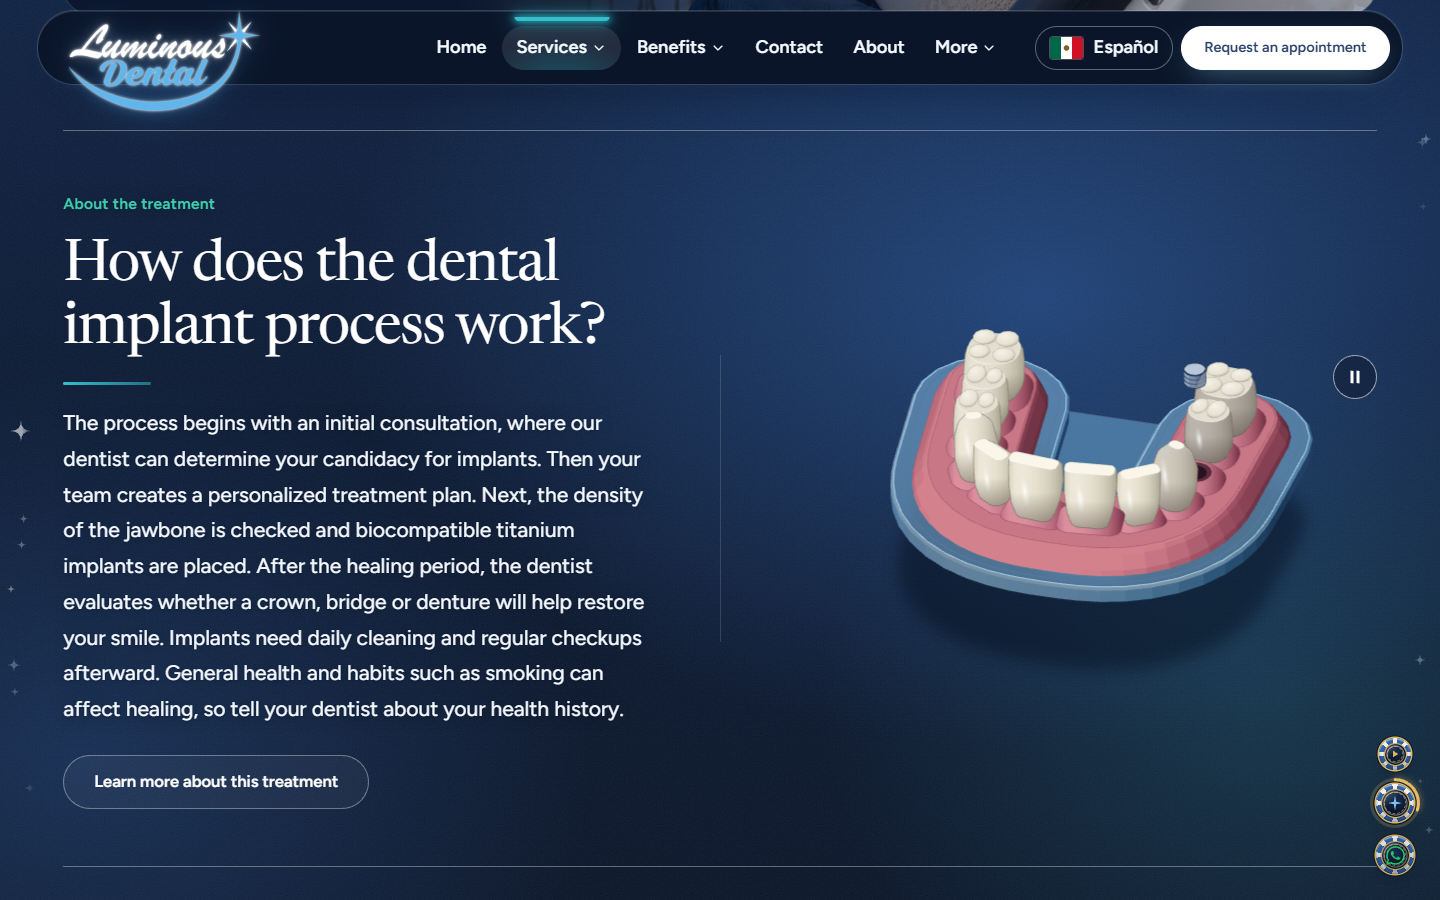 Luminous
Dental
Home
Services
Benefits
Contact
About
More
Español
Request an appointment
About the treatment
How does the dental
implant process work?
The process begins with an initial consultation, where our
dentist can determine your candidacy for implants. Then your
team creates a personalized treatment plan. Next, the density
of the jawbone is checked and biocompatible titanium
implants are placed. After the healing period, the dentist
evaluates whether a crown, bridge or denture will help restore
your smile. Implants need daily cleaning and regular checkups
afterward. General health and habits such as smoking can
affect healing, so tell your dentist about your health history.
Learn more about this treatment